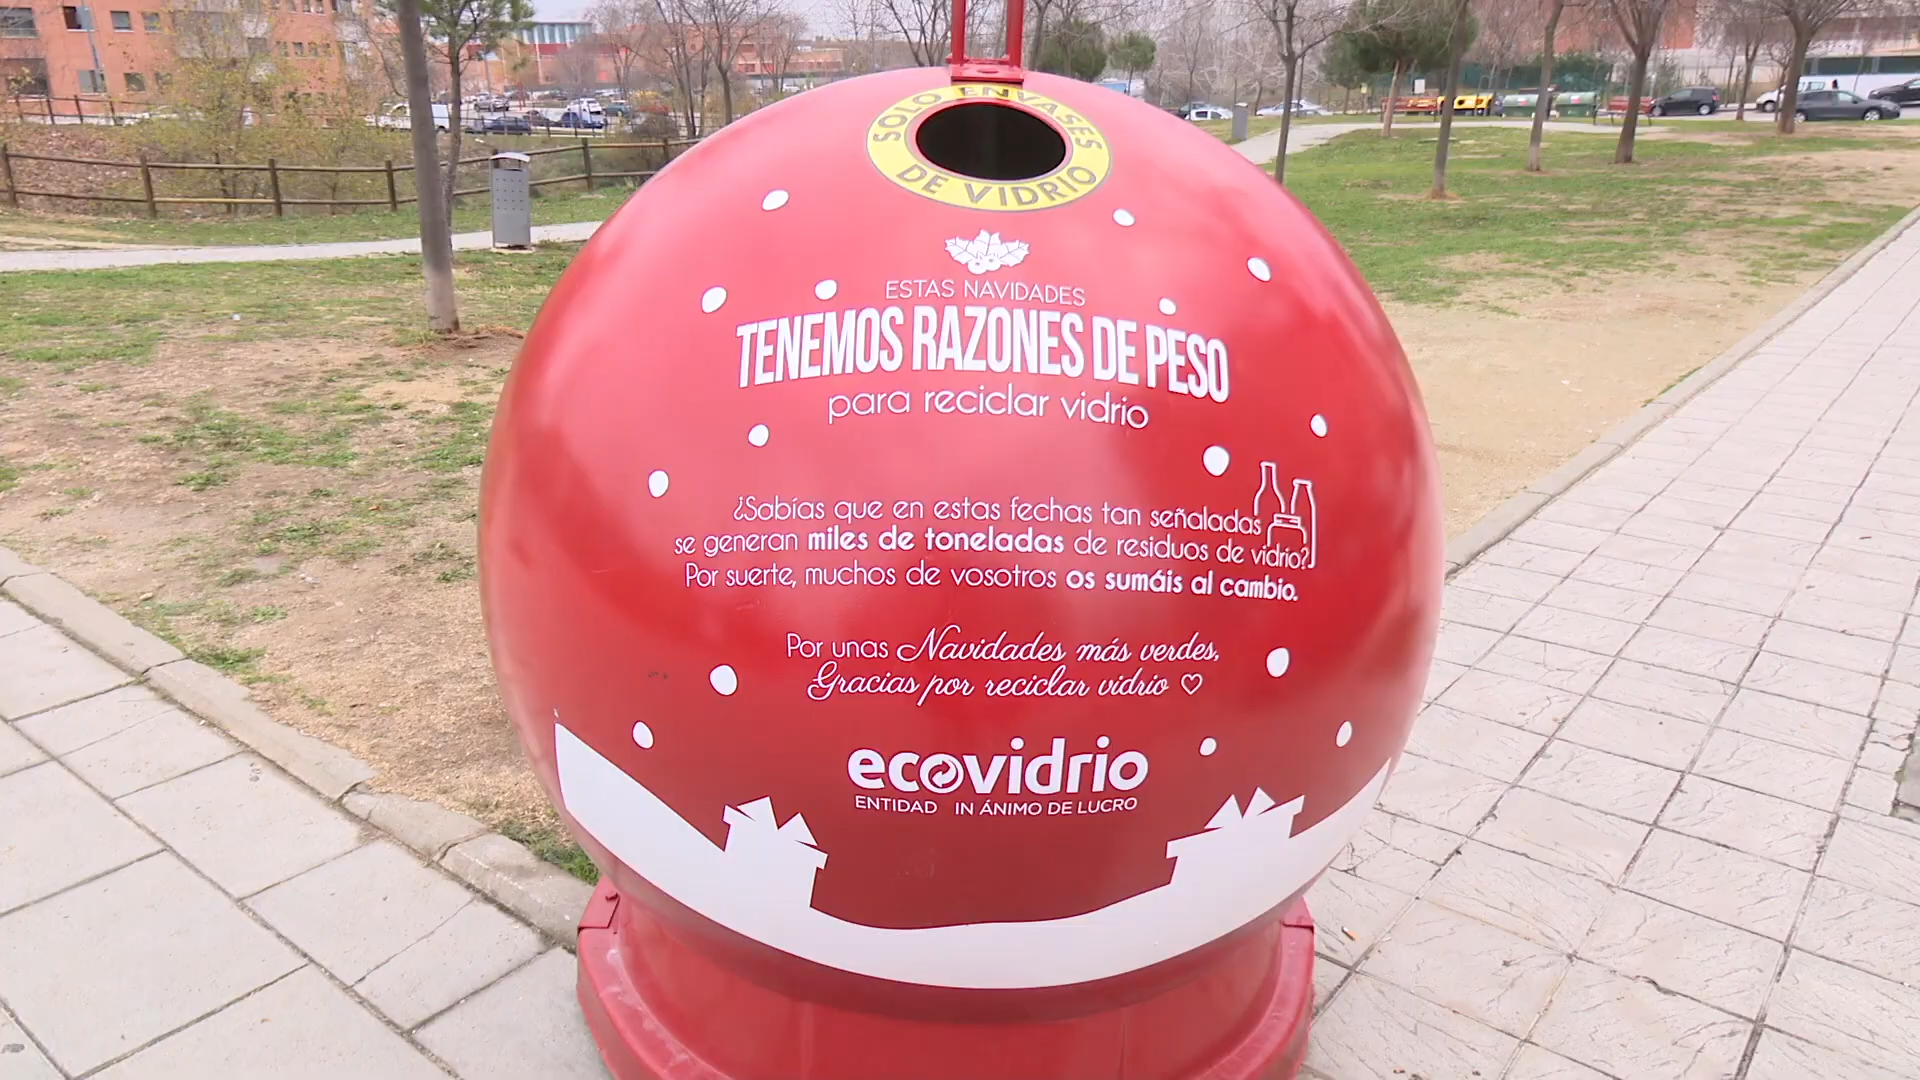 SOLO ENVASES
DE VIDRIO
ESTAS NAVIDADES
TENEMOS RAZONES DE PESO
para reciclar vidrio
¿Sabías que en estas fechas tan señaladas
se generan miles de toneladas de residuos de vidrio?
Por suerte, muchos de vosotros os sumáis al cambio.
Por unas Navidades más verdes,
Gracias por reciclar vidrio
ecovidrio
ENTIDAD IN ÁNIMO DE LUCRO